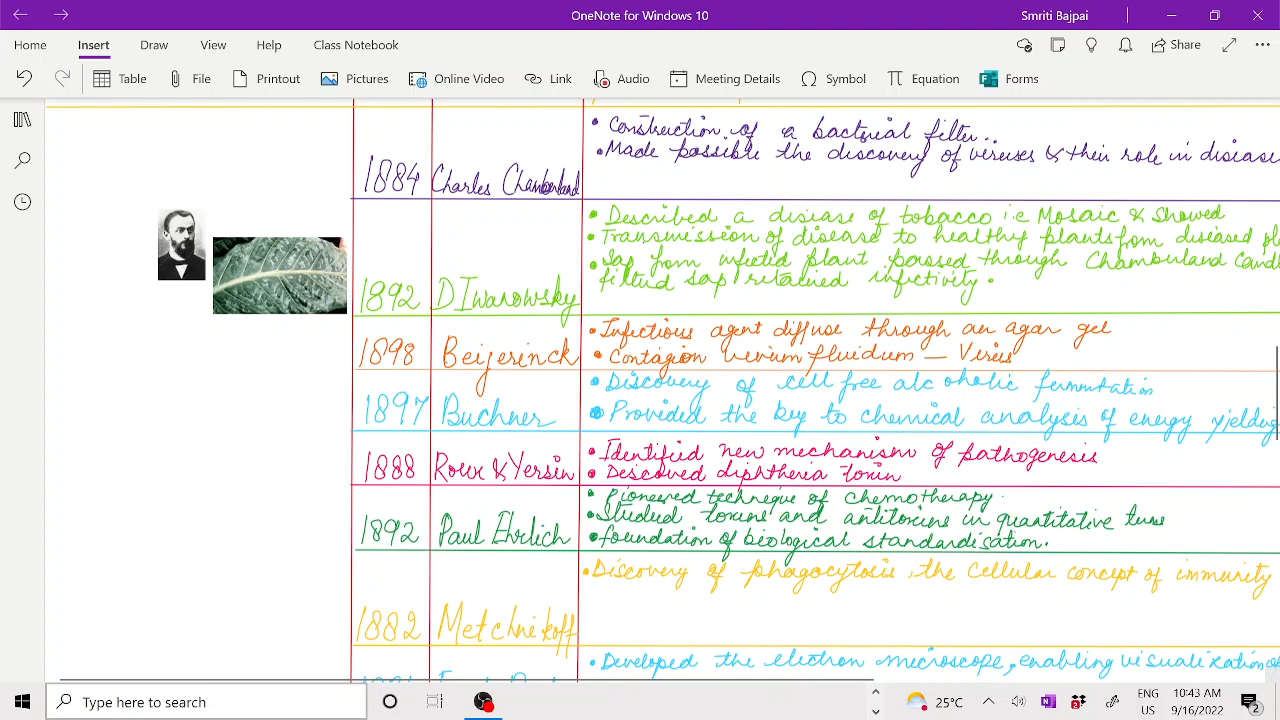 OneNote for Windows 10
Smriti Bajpai
Home Insert Draw View Help Class Notebook
Share
Table File Printout Pictures Online Video Link Audio Meeting Details Symbol Equation Forms
• Construction of a bacterial filter.
• Made possible the discovery of viruses & their role in disease
1884 Charles Chamberland
• Described a disease of tobacco i.e Mosaic & showed
• Transmission of disease to healthy plants from diseased pl
• Sap from infected plant passed through Chamberland Cand
filtered sap retained infectivity.
1892 D Iwarowsky
• Infectious agent diffuse through an agar gel
1898 Beijerinck
• Contagion vivum fluidum — Virus
• Discovery of cell free alcoholic fermentation
1897 Buchner
• Provided the key to chemical analysis of energy yielding
• Identified new mechanism of pathogenesis
1888 Roux & Yersin
• Discoved diphtheria toxin
• Pioneered technique of chemotherapy.
• Studied toxins and antitoxins in quantitative
1892 Paul Ehrlich
• foundation of biological standardisation.
• Discovery of phagocytosis, the cellular concept of immunity
1882 Metchnikoff
• Developed the electron microscope, enabling visualization
Type here to search
25°C
ENG
IN
10:43 AM
9/16/2022
2